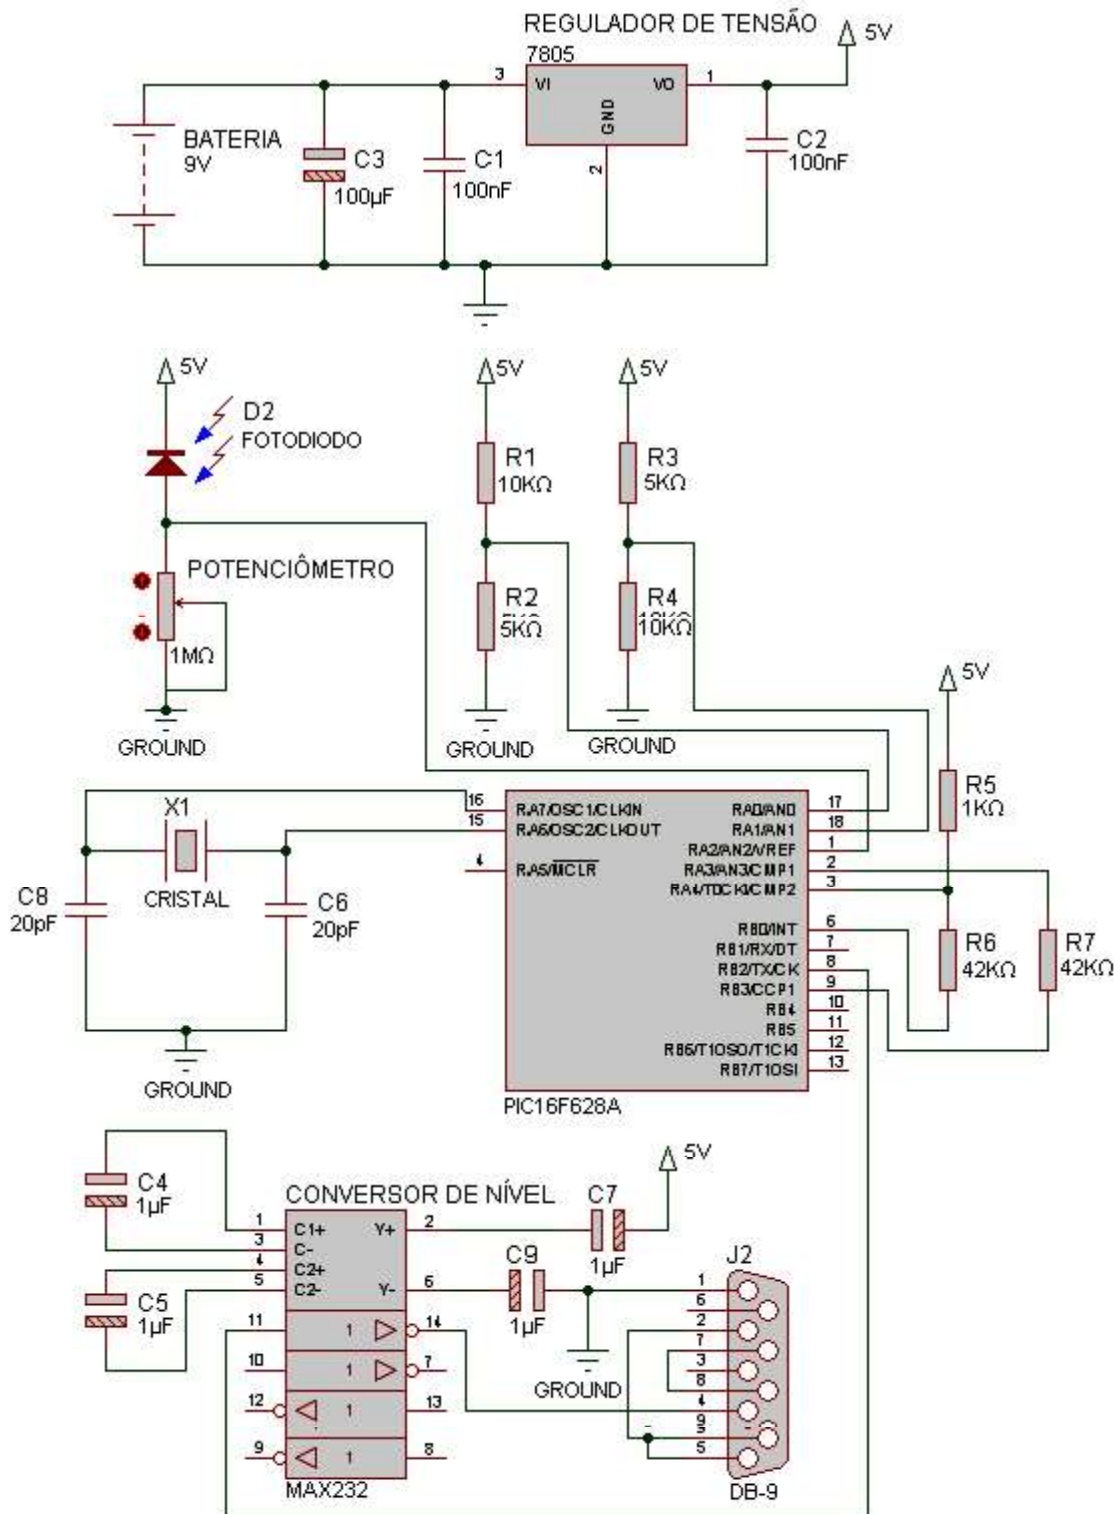 REGULADOR DE TENSÃO
5V
7805
3
VI
VO
1
GND
2
BATERIA
9V
C3
100µF
C1
100nF
C2
100nF
5V
D2
FOTODIODO
5V
5V
R1
10KΩ
R3
5KΩ
POTENCIÔMETRO
1MΩ
R2
5KΩ
R4
10KΩ
GROUND
GROUND
GROUND
5V
R5
1KΩ
X1
CRISTAL
C8
20pF
C6
20pF
GROUND
16
RA7/OSC1/CLKIN
15
RA6/OSC2/CLKOUT
4
RA5/MCLR
RA0/AN0
17
RA1/AN1
18
RA2/AN2/VREF
1
RA3/AN3/CMP1
2
RA4/T0CKI/CMP2
3
RB0/INT
6
RB1/RX/DT
7
RB2/TX/CK
8
RB3/CCP1
9
RB4
10
RB5
11
RB6/T1OSO/T1CKI
12
RB7/T1OSI
13
PIC16F628A
R6
42KΩ
R7
42KΩ
C4
1µF
C5
1µF
CONVERSOR DE NÍVEL
1
C1+
3
C-
4
C2+
5
C2-
Y+
2
Y-
6
11
1
14
10
1
7
12
1
13
9
1
8
MAX232
C7
1µF
5V
C9
1µF
GROUND
J2
1
6
2
7
3
8
4
9
5
DB-9